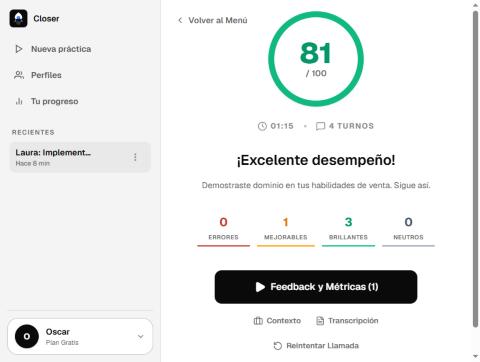 Closer
Nueva práctica
Perfiles
Tu progreso
RECIENTES
Laura: Implement...
Hace 8 min
O
Oscar
Plan Gratis
Volver al Menú
81
/ 100
01:15 • 4 TURNOS
¡Excelente desempeño!
Demostraste dominio en tus habilidades de venta. Sigue así.
0 1 3 0
ERRORES MEJORABLES BRILLANTES NEUTROS
Feedback y Métricas (1)
Contexto Transcripción
Reintentar Llamada